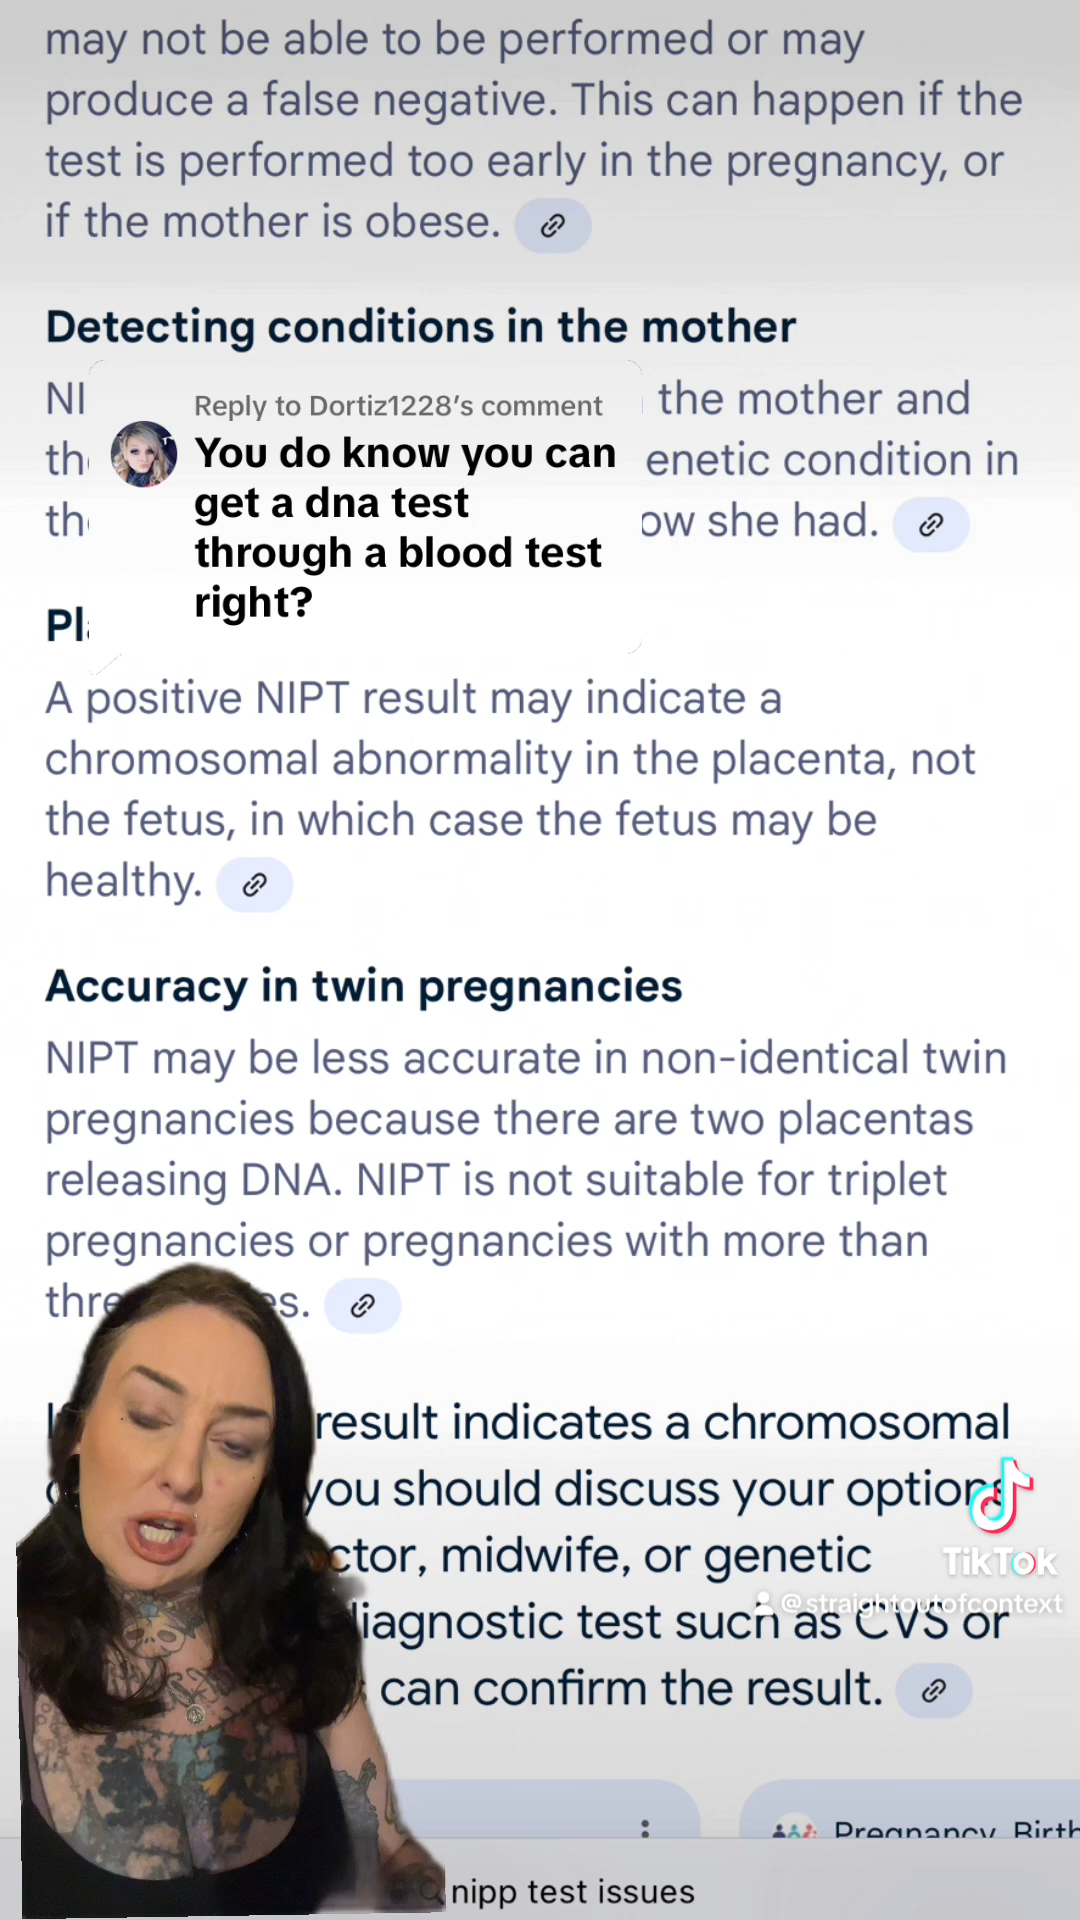 may not be able to be performed or may
produce a false negative. This can happen if the
test is performed too early in the pregnancy, or
if the mother is obese.
Detecting conditions in the mother
NI the mother and
enetic condition in
ow she had.
Reply to Dortiz1228's comment
You do know you can
get a dna test
through a blood test
right?
Pl
A positive NIPT result may indicate a
chromosomal abnormality in the placenta, not
the fetus, in which case the fetus may be
healthy.
Accuracy in twin pregnancies
NIPT may be less accurate in non-identical twin
pregnancies because there are two placentas
releasing DNA. NIPT is not suitable for triplet
pregnancies or pregnancies with more than
thre es.
result indicates a chromosomal
you should discuss your options
ctor, midwife, or genetic
iagnostic test such as CVS or
can confirm the result.
TikTok
@straightoutofcontext
Pregnancy, Birth
nipp test issues